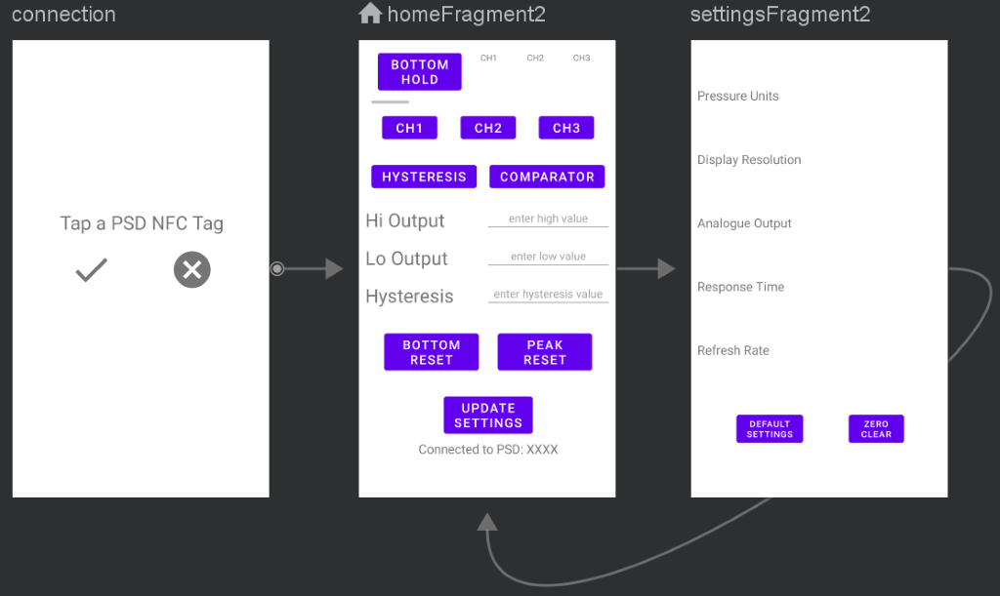 connection
homeFragment2
settingsFragment2
Tap a PSD NFC Tag
BOTTOM
HOLD
CH1 CH2 CH3
CH1 CH2 CH3
HYSTERESIS COMPARATOR
Hi Output enter high value
Lo Output enter low value
Hysteresis enter hysteresis value
BOTTOM
RESET
PEAK
RESET
UPDATE
SETTINGS
Connected to PSD: XXXX
Pressure Units
Display Resolution
Analogue Output
Response Time
Refresh Rate
DEFAULT
SETTINGS
ZERO
CLEAR